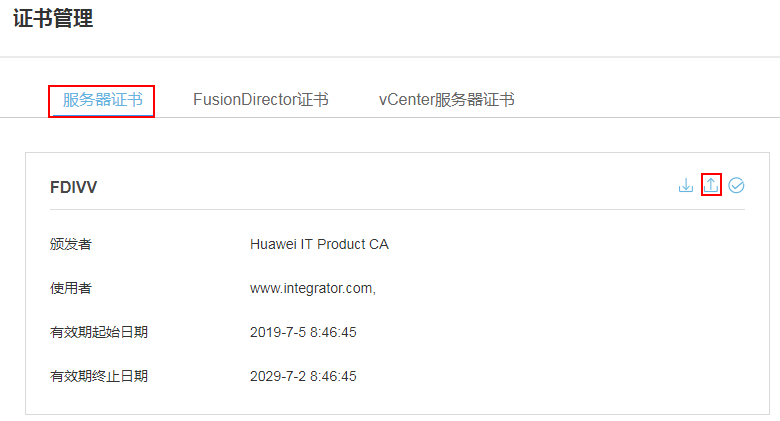 证书管理
服务器证书 FusionDirector证书 vCenter服务器证书
FDIVV
颁发者 Huawei IT Product CA
使用者 www.integrator.com,
有效期起始日期 2019-7-5 8:46:45
有效期终止日期 2029-7-2 8:46:45